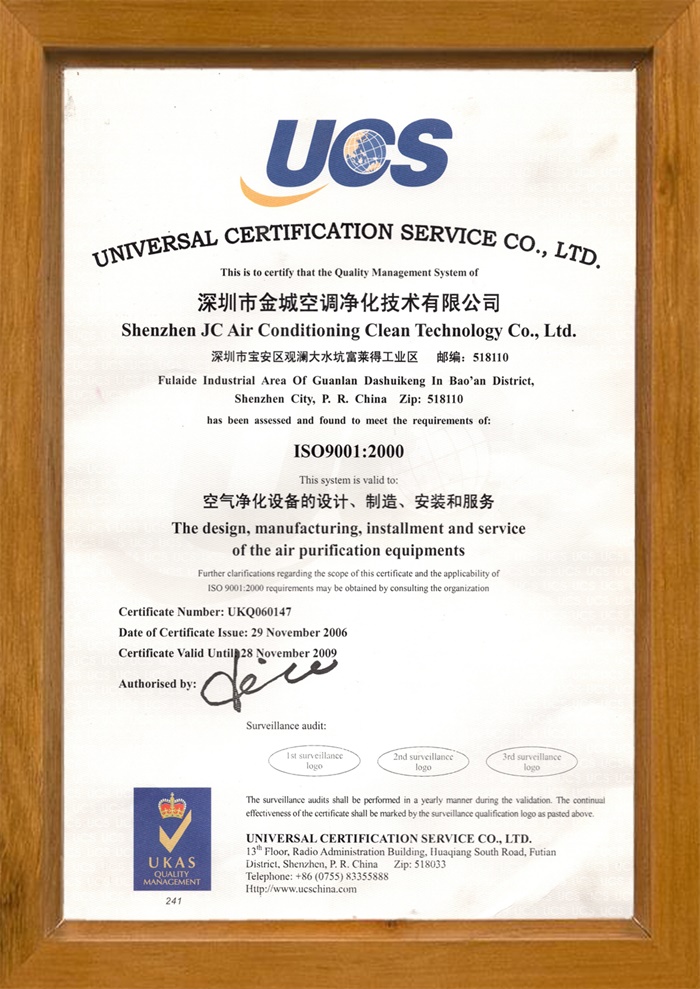 UCS
UNIVERSAL CERTIFICATION SERVICE CO., LTD.
This is to certify that the Quality Management System of
深圳市金城空调净化技术有限公司
Shenzhen JC Air Conditioning Clean Technology Co., Ltd.
深圳市宝安区观澜大水坑富莱得工业区 邮编：518110
Fulaide Industrial Area Of Guanlan Dashuikeng In Bao'an District,
Shenzhen City, P. R. China Zip: 518110
has been assessed and found to meet the requirements of:
ISO9001:2000
This system is valid to:
空气净化设备的设计、制造、安装和服务
The design, manufacturing, installment and service
of the air purification equipments
Further clarifications regarding the scope of this certificate and the applicability of
ISO 9001:2000 requirements may be obtained by consulting the organization
Certificate Number: UKQ060147
Date of Certificate Issue: 29 November 2006
Certificate Valid Until: 28 November 2009
Authorised by:
Surveillance audit:
1st surveillance
logo
2nd surveillance
logo
3rd surveillance
logo
The surveillance audits shall be performed in a yearly manner during the validation. The continual
effectiveness of the certificate shall be marked by the surveillance qualification logo as pasted above.
UKAS
QUALITY
MANAGEMENT
241
UNIVERSAL CERTIFICATION SERVICE CO., LTD.
13th Floor, Radio Administration Building, Huaqiang South Road, Futian
District, Shenzhen, P. R. China Zip: 518033
Telephone: +86 (0755) 83355888
Http://www.ucschina.com